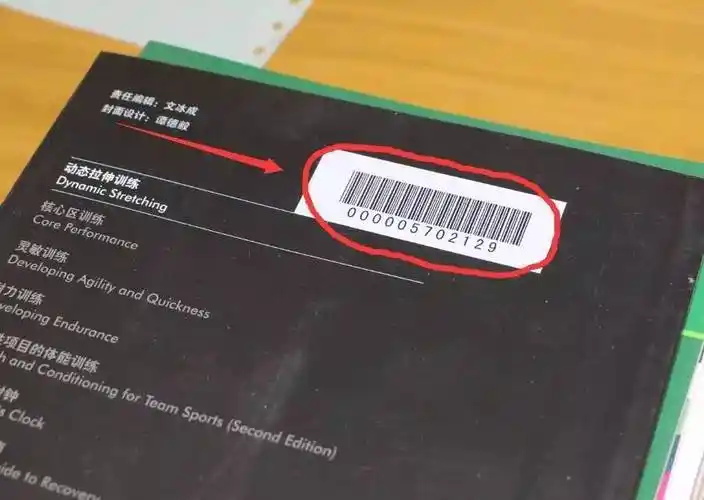 责任编辑：文冰成
封面设计：谭德毅
000005702129
动态拉伸训练
Dynamic Stretching
核心区训练
Core Performance
灵敏训练
Developing Agility and Quickness
力训练
veloping Endurance
项目的体能训练
h and Conditioning for Team Sports (Second Edition)
钟
s Clock
ide to Recovery